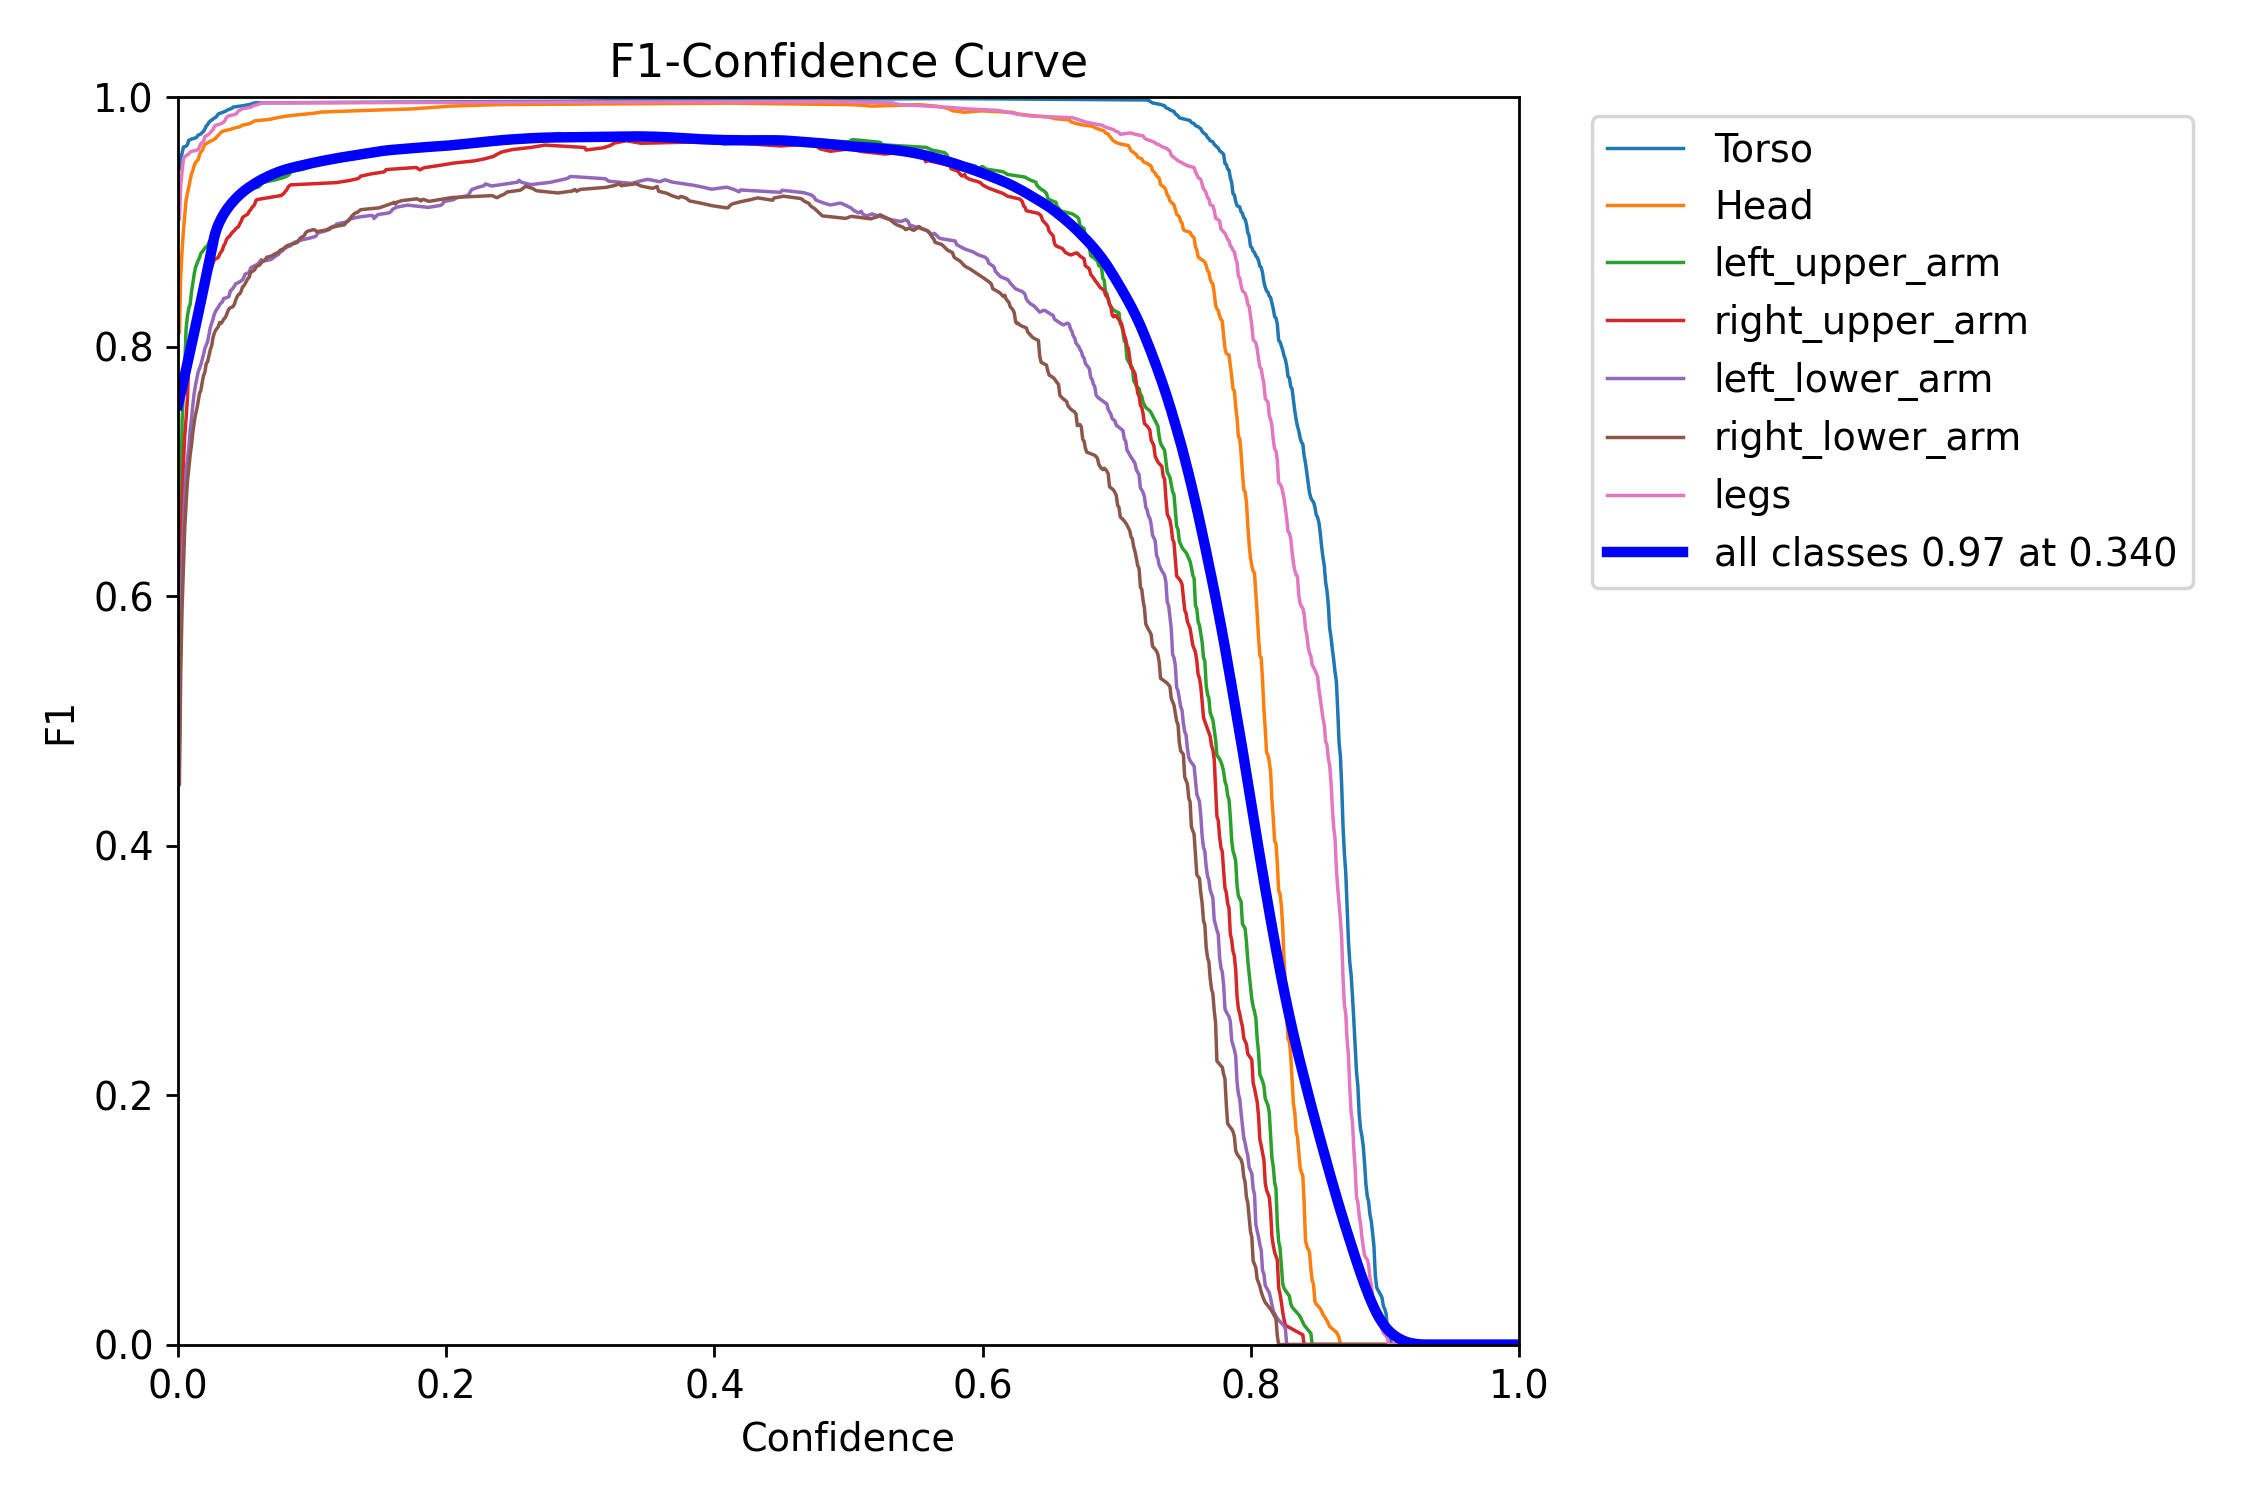 F1-Confidence Curve
1.0
0.8
0.6
0.4
0.2
0.0
F1
0.0 0.2 0.4 0.6 0.8 1.0
Confidence
Torso
Head
left_upper_arm
right_upper_arm
left_lower_arm
right_lower_arm
legs
all classes 0.97 at 0.340